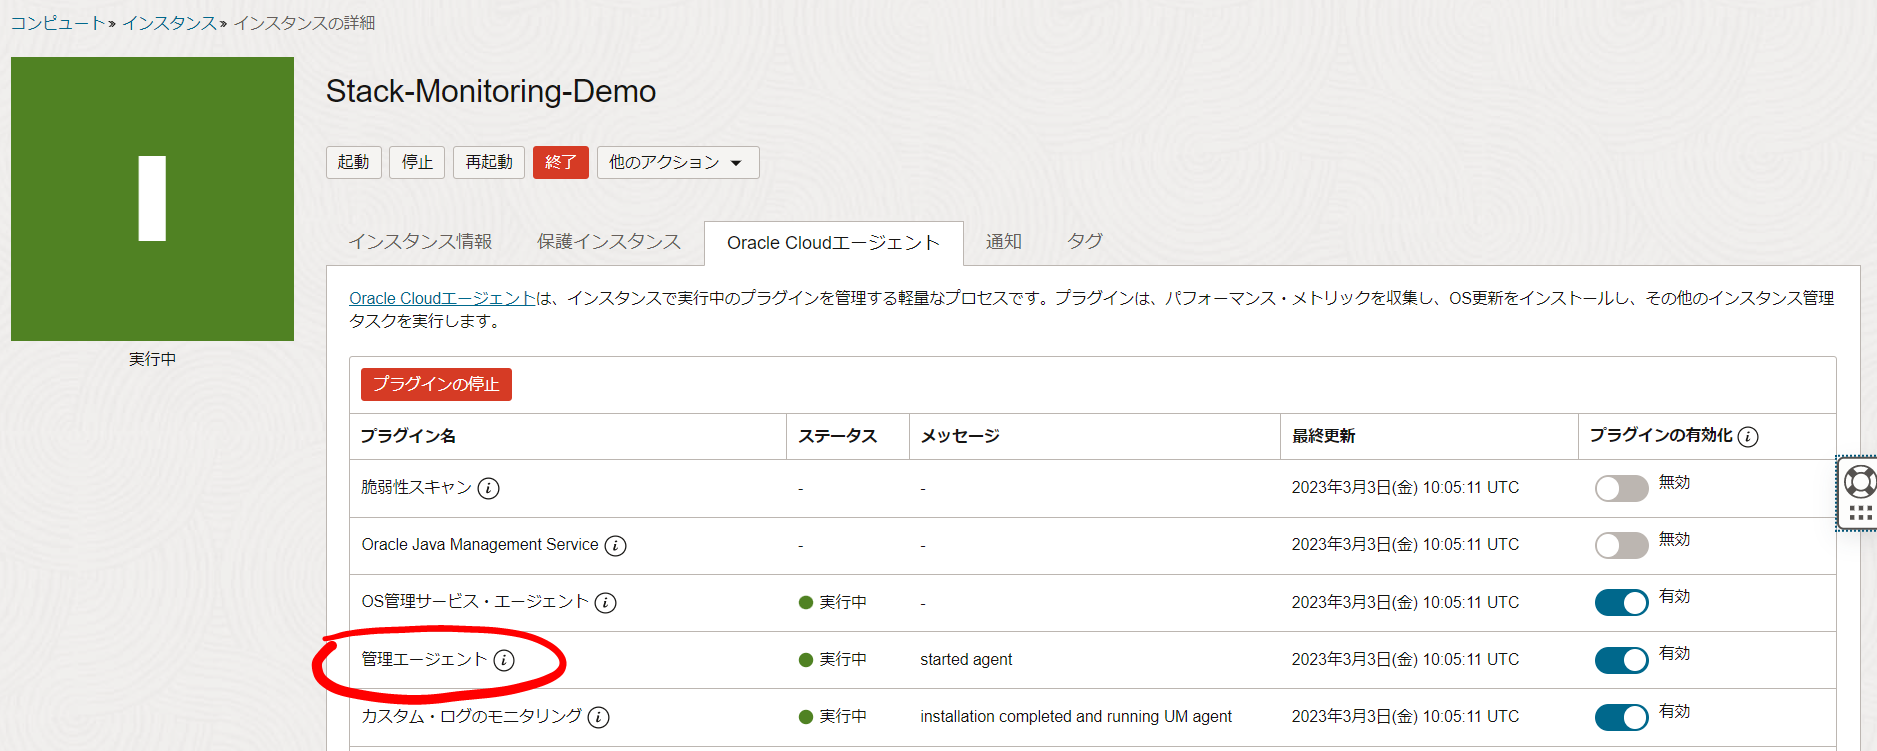 コンピュート » インスタンス » インスタンスの詳細
Stack-Monitoring-Demo
起動 停止 再起動 終了 他のアクション
実行中
インスタンス情報 保護インスタンス Oracle Cloudエージェント 通知 タグ
Oracle Cloudエージェントは、インスタンスで実行中のプラグインを管理する軽量なプロセスです。プラグインは、パフォーマンス・メトリックを収集し、OS更新をインストールし、その他のインスタンス管理
タスクを実行します。
プラグインの停止
プラグイン名 ステータス メッセージ 最終更新 プラグインの有効化 i
脆弱性スキャン i - - 2023年3月3日(金) 10:05:11 UTC 無効
Oracle Java Management Service i - - 2023年3月3日(金) 10:05:11 UTC 無効
OS管理サービス・エージェント i 実行中 - 2023年3月3日(金) 10:05:11 UTC 有効
管理エージェント i 実行中 started agent 2023年3月3日(金) 10:05:11 UTC 有効
カスタム・ログのモニタリング i 実行中 installation completed and running UM agent 2023年3月3日(金) 10:05:11 UTC 有効